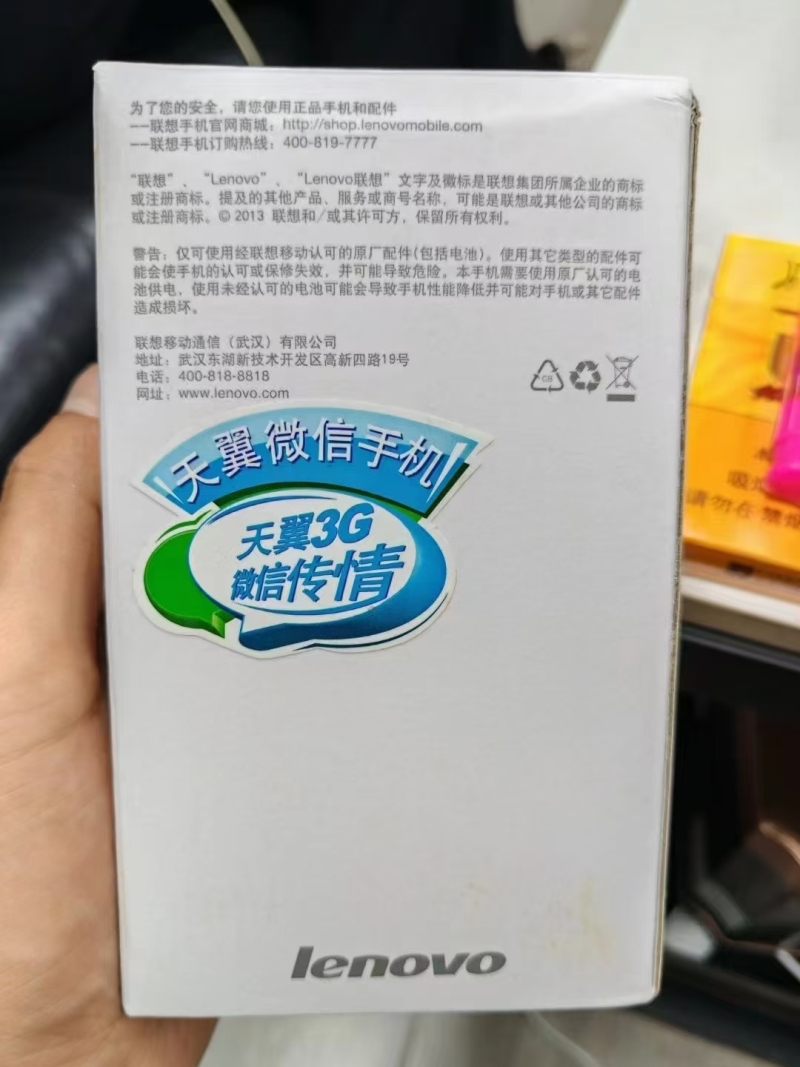 为了您的安全，请您使用正品手机和配件
——联想手机官网商城：http://shop.lenovomobile.com
——联想手机订购热线：400-819-7777
“联想”、“Lenovo”、“Lenovo联想”文字及徽标是联想集团所属企业的商标
或注册商标。提及的其他产品、服务或商号名称，可能是联想或其他公司的商标
或注册商标。© 2013 联想和/或其许可方，保留所有权利。
警告：仅可使用经联想移动认可的原厂配件(包括电池)。使用其它类型的配件可
能会使手机的认可或保修失效，并可能导致危险。本手机需要使用原厂认可的电
池供电，使用未经认可的电池可能会导致手机性能降低并可能对手机或其它配件
造成损坏。
联想移动通信（武汉）有限公司
地址：武汉东湖新技术开发区高新四路19号
电话：400-818-8818
网址：www.lenovo.com
天翼微信手机
天翼3G
微信传情
lenovo
吸烟
请勿在 禁烟